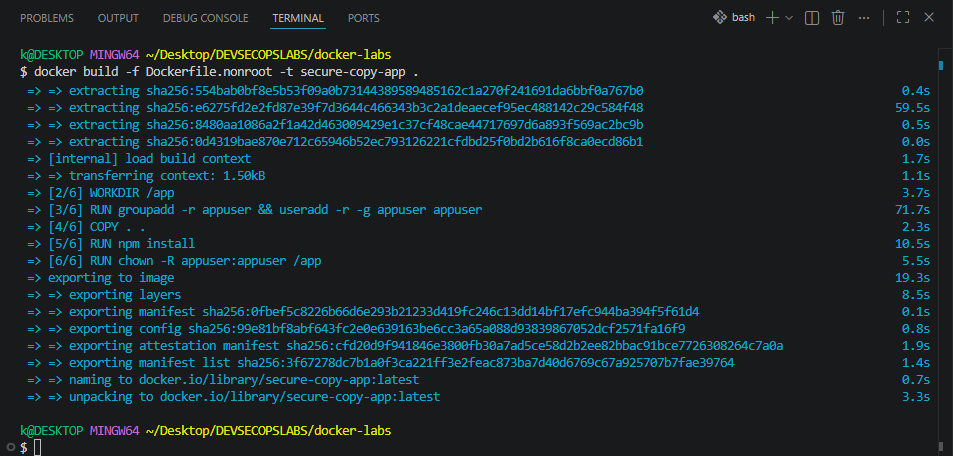 PROBLEMS OUTPUT DEBUG CONSOLE TERMINAL PORTS bash
k@DESKTOP MINGW64 ~/Desktop/DEVSECOPSLABS/docker-labs
$ docker build -f Dockerfile.nonroot -t secure-copy-app .
=> => extracting sha256:554bab0bf8e5b53f09a0b73144389589485162c1a270f241691da6bbf0a767b0 0.4s
=> => extracting sha256:e6275fd2e2fd87e39f7d3644c466343b3c2a1deaecef95ec488142c29c584f48 59.5s
=> => extracting sha256:8480aa1086a2f1a42d463009429e1c37cf48cae44717697d6a893f569ac2bc9b 0.5s
=> => extracting sha256:0d4319bae870e712c65946b52ec793126221cfdbd25f0bd2b616f8ca0ecd86b1 0.0s
=> [internal] load build context 1.7s
=> => transferring context: 1.50kB 1.1s
=> [2/6] WORKDIR /app 3.7s
=> [3/6] RUN groupadd -r appuser && useradd -r -g appuser appuser 71.7s
=> [4/6] COPY . . 2.3s
=> [5/6] RUN npm install 10.5s
=> [6/6] RUN chown -R appuser:appuser /app 5.5s
=> exporting to image 19.3s
=> => exporting layers 8.5s
=> => exporting manifest sha256:0fbef5c8226b66d6e293b21233d419fc246c13dd14bf17efc944ba394f5f61d4 0.1s
=> => exporting config sha256:99e81bf8abf643fc2e0e639163be6cc3a65a088d93839867052dcf2571fa16f9 0.8s
=> => exporting attestation manifest sha256:cfd20d9f941846e3800fb30a7ad5ce58d2b2ee82bbac91bce7726308264c7a0a 1.9s
=> => exporting manifest list sha256:3f67278dc7b1a0f3ca221ff3e2feac873ba7d40d6769c67a925707b7fae39764 1.4s
=> => naming to docker.io/library/secure-copy-app:latest 0.7s
=> => unpacking to docker.io/library/secure-copy-app:latest 3.3s
k@DESKTOP MINGW64 ~/Desktop/DEVSECOPSLABS/docker-labs
$